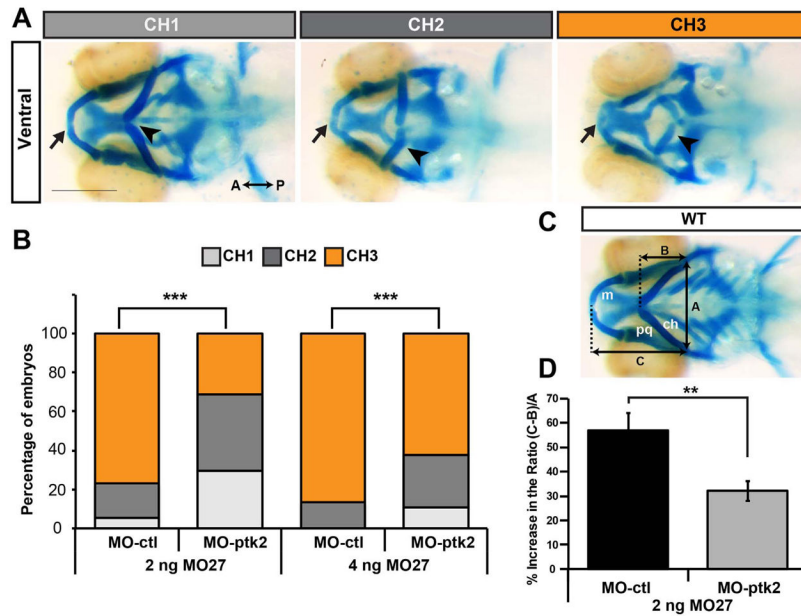 A
CH1
CH2
CH3
Ventral
A P
B
CH1 CH2 CH3
***
***
Percentage of embryos
100
80
60
40
20
0
MO-ctl MO-ptk2 MO-ctl MO-ptk2
2 ng MO27 4 ng MO27
C
WT
B
m
A
pq ch
C
D
% Increase in the Ratio (C-B)/A
70
60
50
40
30
20
10
0
**
MO-ctl MO-ptk2
2 ng MO27